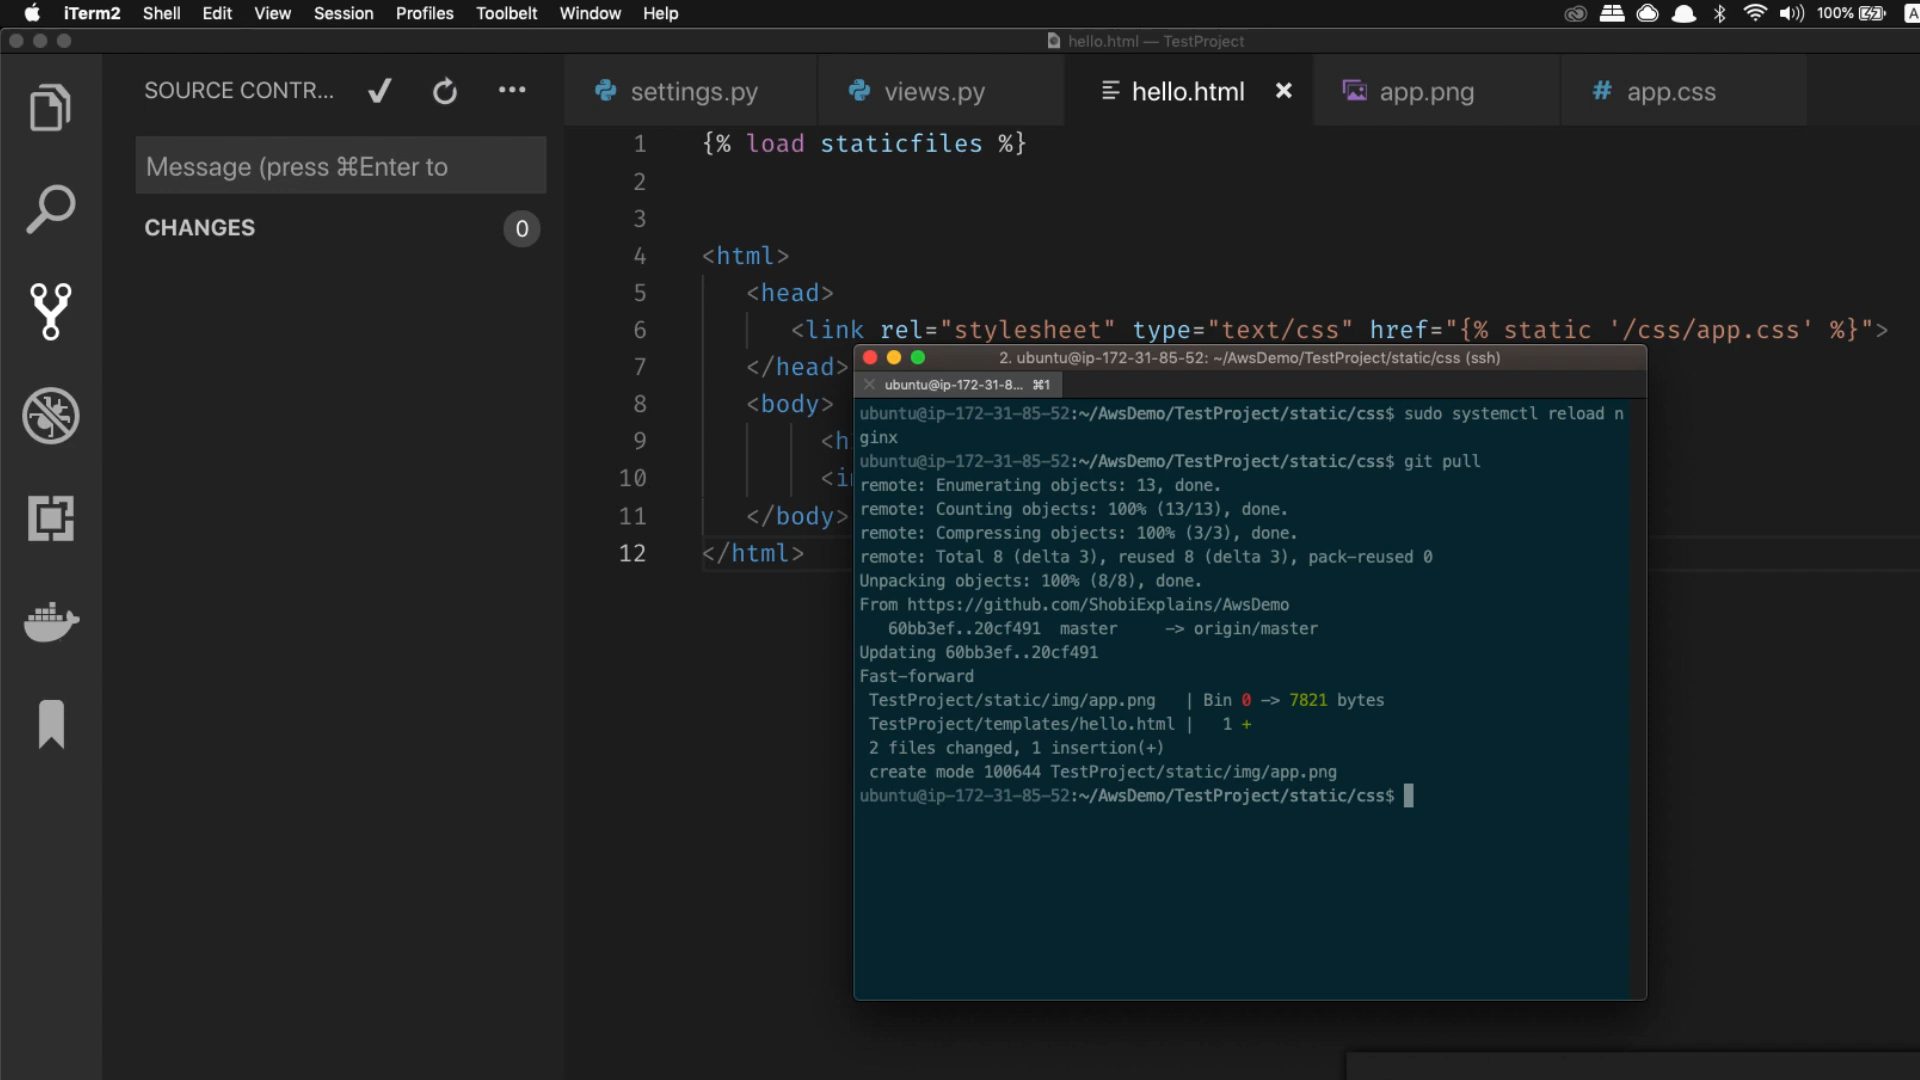 iTerm2 Shell Edit View Session Profiles Toolbelt Window Help 100% A
hello.html — TestProject
SOURCE CONTR...
settings.py
views.py
hello.html
app.png
# app.css
Message (press ⌘Enter to
CHANGES
0
1 {% load staticfiles %}
2
3
4 <html>
5 <head>
6 <link rel="stylesheet" type="text/css" href="{% static '/css/app.css' %}">
7 </head>
8 <body>
9 <h
10 <i
11 </body>
12 </html>
2. ubuntu@ip-172-31-85-52: ~/AwsDemo/TestProject/static/css (ssh)
ubuntu@ip-172-31-8... ⌘1
ubuntu@ip-172-31-85-52:~/AwsDemo/TestProject/static/css$ sudo systemctl reload n
ginx
ubuntu@ip-172-31-85-52:~/AwsDemo/TestProject/static/css$ git pull
remote: Enumerating objects: 13, done.
remote: Counting objects: 100% (13/13), done.
remote: Compressing objects: 100% (3/3), done.
remote: Total 8 (delta 3), reused 8 (delta 3), pack-reused 0
Unpacking objects: 100% (8/8), done.
From https://github.com/ShobiExplains/AwsDemo
60bb3ef..20cf491 master -> origin/master
Updating 60bb3ef..20cf491
Fast-forward
TestProject/static/img/app.png | Bin 0 -> 7821 bytes
TestProject/templates/hello.html | 1 +
2 files changed, 1 insertion(+)
create mode 100644 TestProject/static/img/app.png
ubuntu@ip-172-31-85-52:~/AwsDemo/TestProject/static/css$